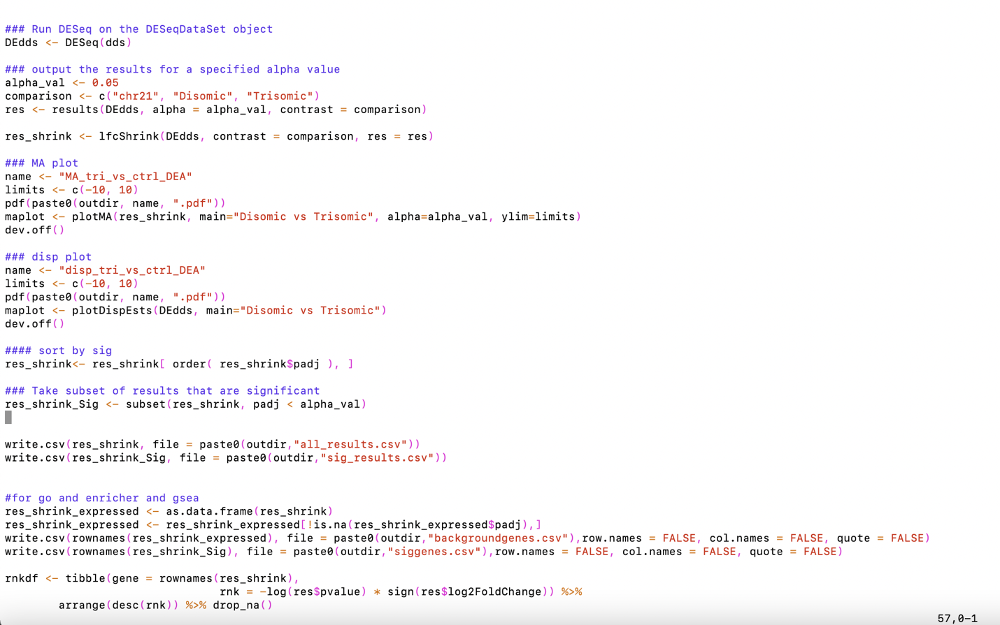 ### Run DESeq on the DESeqDataSet object
DEdds <- DESeq(dds)
### output the results for a specified alpha value
alpha_val <- 0.05
comparison <- c("chr21", "Disomic", "Trisomic")
res <- results(DEdds, alpha = alpha_val, contrast = comparison)
res_shrink <- lfcShrink(DEdds, contrast = comparison, res = res)
### MA plot
name <- "MA_tri_vs_ctrl_DEA"
limits <- c(-10, 10)
pdf(paste0(outdir, name, ".pdf"))
maplot <- plotMA(res_shrink, main="Disomic vs Trisomic", alpha=alpha_val, ylim=limits)
dev.off()
### disp plot
name <- "disp_tri_vs_ctrl_DEA"
limits <- c(-10, 10)
pdf(paste0(outdir, name, ".pdf"))
maplot <- plotDispEsts(DEdds, main="Disomic vs Trisomic")
dev.off()
#### sort by sig
res_shrink<- res_shrink[ order( res_shrink$padj ), ]
### Take subset of results that are significant
res_shrink_Sig <- subset(res_shrink, padj < alpha_val)
write.csv(res_shrink, file = paste0(outdir,"all_results.csv"))
write.csv(res_shrink_Sig, file = paste0(outdir,"sig_results.csv"))
#for go and enricher and gsea
res_shrink_expressed <- as.data.frame(res_shrink)
res_shrink_expressed <- res_shrink_expressed[!is.na(res_shrink_expressed$padj),]
write.csv(rownames(res_shrink_expressed), file = paste0(outdir,"backgroundgenes.csv"),row.names = FALSE, col.names = FALSE, quote = FALSE)
write.csv(rownames(res_shrink_Sig), file = paste0(outdir,"siggenes.csv"),row.names = FALSE, col.names = FALSE, quote = FALSE)
rnkdf <- tibble(gene = rownames(res_shrink),
rnk = -log(res$pvalue) * sign(res$log2FoldChange)) %>%
arrange(desc(rnk)) %>% drop_na()
57,0-1